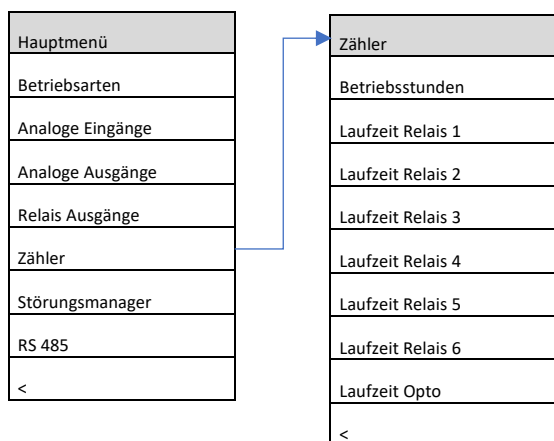 Hauptmenü
Betriebsarten
Analoge Eingänge
Analoge Ausgänge
Relais Ausgänge
Zähler
Störungsmanager
RS 485
<
Zähler
Betriebsstunden
Laufzeit Relais 1
Laufzeit Relais 2
Laufzeit Relais 3
Laufzeit Relais 4
Laufzeit Relais 5
Laufzeit Relais 6
Laufzeit Opto
<